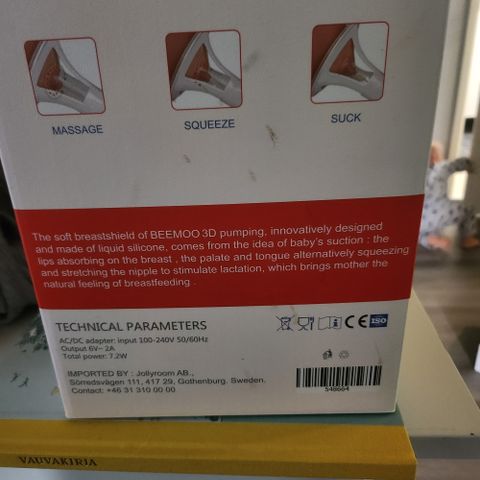 MASSAGE
SQUEEZE
SUCK
The soft breastshield of BEEMOO 3D pumping, innovatively designed
and made of liquid silicone, comes from the idea of baby's suction : the
lips absorbing on the breast , the palate and tongue alternatively squeezing
and stretching the nipple to stimulate lactation, which brings mother the
natural feeling of breastfeeding .
TECHNICAL PARAMETERS
AC/DC adapter: input 100-240V 50/60Hz
Output 6V⎓ 2A
Total power: 7.2W
CE ISO
IMPORTED BY : Jollyroom AB.,
Sörredsvägen 111, 417 29, Gothenburg. Sweden.
Contact: +46 31 310 00 00
548664
VAUVAKIRJA